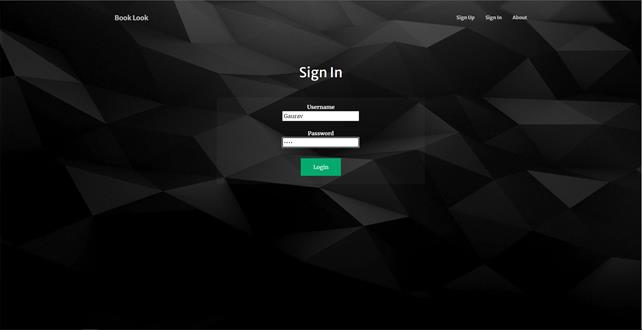 Book Look
Sign Up Sign In About
Sign In
Username
Gaurav
Password
••••
Login